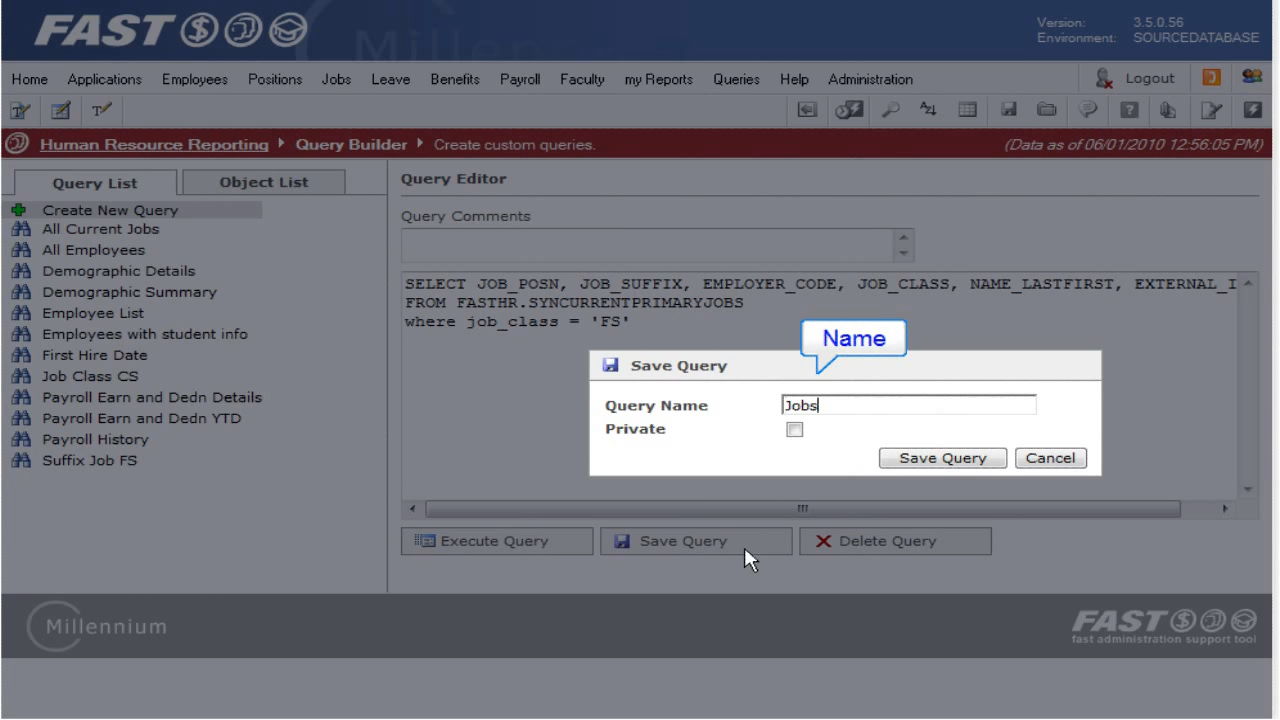 FAST
Millennium
Version: 3.5.0.56
Environment: SOURCEDATABASE
Home Applications Employees Positions Jobs Leave Benefits Payroll Faculty my Reports Queries Help Administration Logout
Human Resource Reporting Query Builder Create custom queries. (Data as of 06/01/2010 12:56:05 PM)
Query List Object List
Create New Query
All Current Jobs
All Employees
Demographic Details
Demographic Summary
Employee List
Employees with student info
First Hire Date
Job Class CS
Payroll Earn and Dedn Details
Payroll Earn and Dedn YTD
Payroll History
Suffix Job FS
Query Editor
Query Comments
SELECT JOB_POSN, JOB_SUFFIX, EMPLOYER_CODE, JOB_CLASS, NAME_LASTFIRST, EXTERNAL_I
FROM FASTHR.SYNCURRENTPRIMARYJOBS
where job_class = 'FS'
Name
Save Query
Query Name Jobs
Private
Save Query Cancel
Execute Query Save Query Delete Query
Millennium
FAST
fast administration support tool